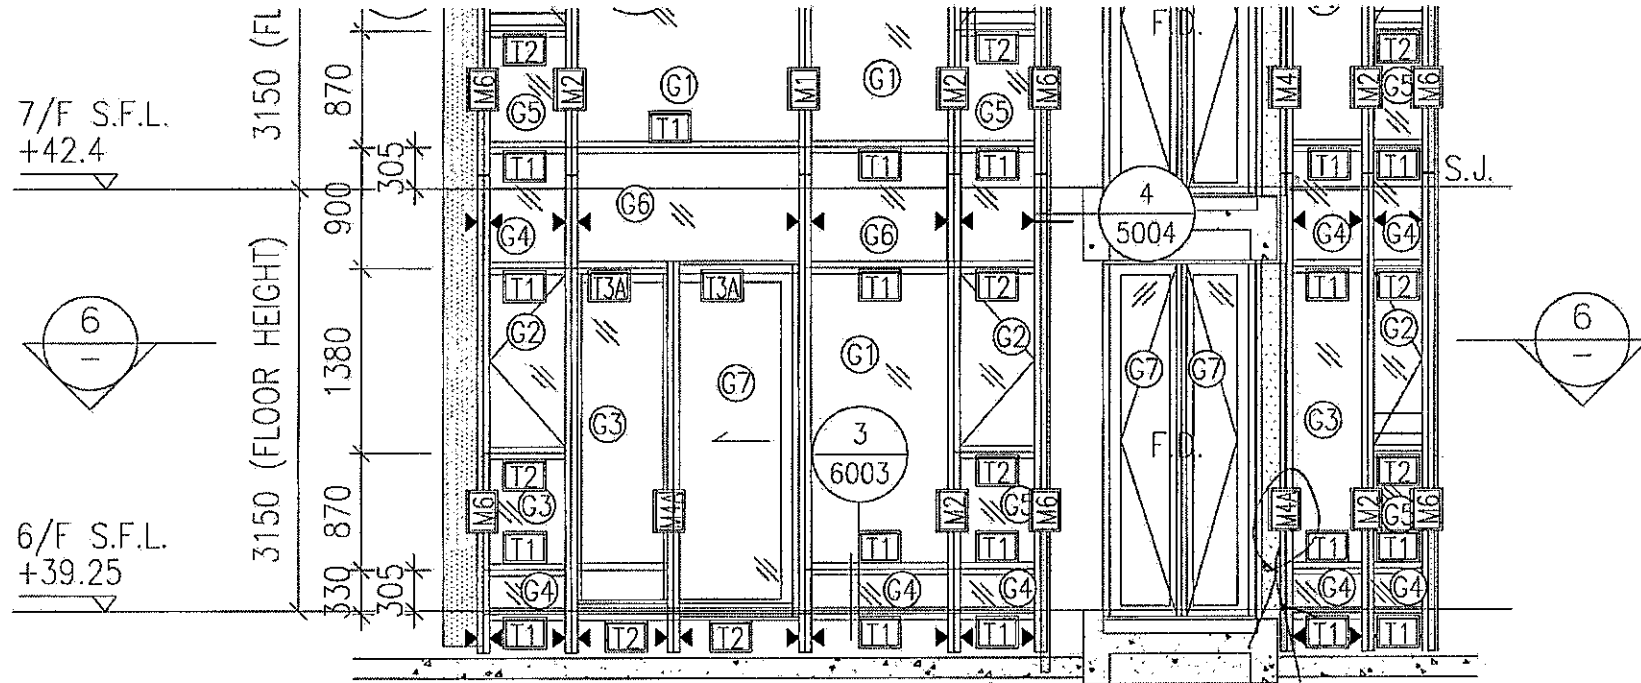 3150 (FL
F.D.
T2
T2
T2
870
M6
M2
G1
M1
G1
M2
M6
M4
M2
G5
M6
G5
G5
7/F S.F.L.
+42.4
T1
305
T1
T1
T1
T1
T1
S.J.
900
G6
4
5004
G4
G6
G4
G4
3150 (FLOOR HEIGHT)
T1
T3A
T3A
T1
T2
T1
T2
6
–
G2
G1
G2
G2
6
–
1380
G3
G7
G7
G7
G3
3
6003
F.D.
T2
T2
T2
870
M6
G3
M4A
M2
G5
M6
M4A
M2
G5
M6
6/F S.F.L.
+39.25
T1
T1
T1
T1
T1
330
305
G4
G4
G4
G4
G4
T1
T2
T2
T1
T1
T1
T1